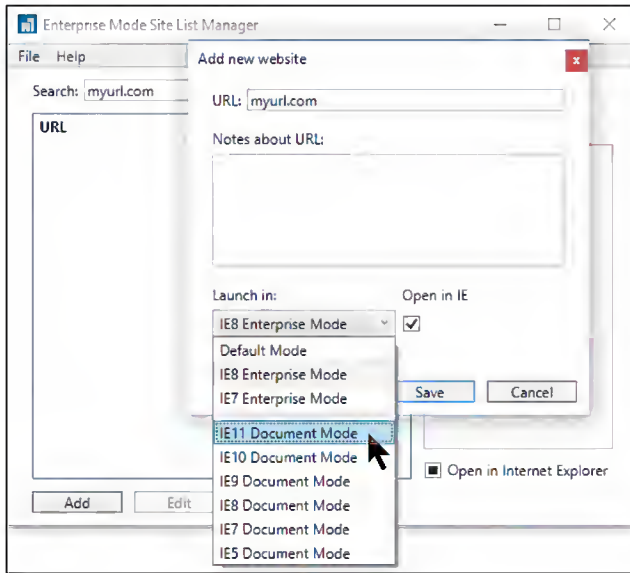 Enterprise Mode Site List Manager
File Help
Add new website
Search: myurl.com
URL: myurl.com
URL
Notes about URL:
Launch in:
Open in IE
IE8 Enterprise Mode
Default Mode
IE8 Enterprise Mode
IE7 Enterprise Mode
Save
Cancel
IE11 Document Mode
IE10 Document Mode
Open in Internet Explorer
IE9 Document Mode
Add
Edit
IE8 Document Mode
IE7 Document Mode
IE5 Document Mode